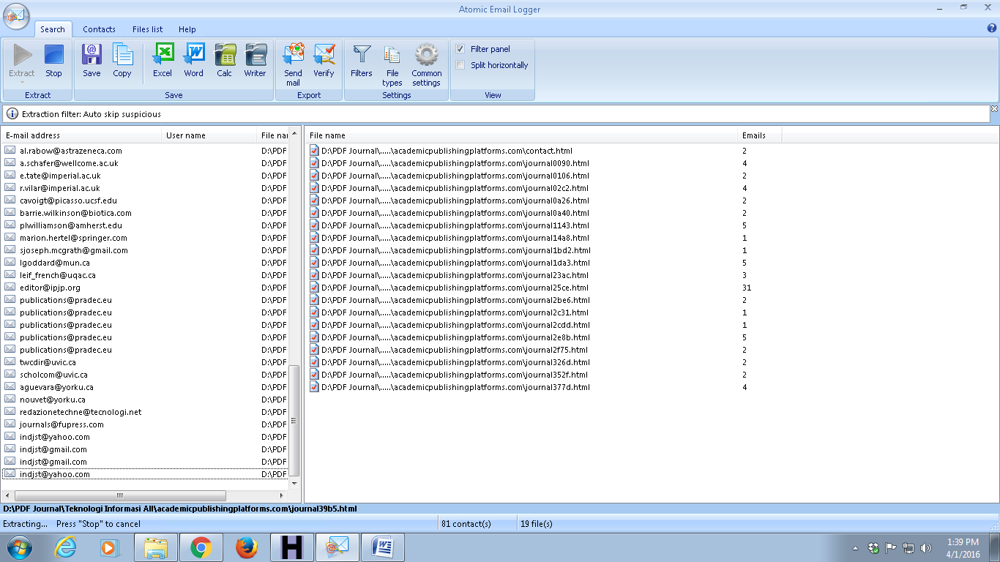 Atomic Email Logger
Search Contacts Files list Help
Extract Stop Save Copy Excel Word Calc Writer Send mail Verify Filters File types Common settings
Filter panel
Split horizontally
Extract Save Export Settings View
Extraction filter: Auto skip suspicious
E-mail address User name File nar
al.rabow@astrazeneca.com D:\PDF
a.schafer@wellcome.ac.uk D:\PDF
e.tate@imperial.ac.uk D:\PDF
r.vilar@imperial.ac.uk D:\PDF
cavoigt@picasso.ucsf.edu D:\PDF
barrie.wilkinson@biotica.com D:\PDF
plwilliamson@amherst.edu D:\PDF
marion.hertel@springer.com D:\PDF
sjoseph.mcgrath@gmail.com D:\PDF
lgoddard@mun.ca D:\PDF
leif_french@uqac.ca D:\PDF
editor@ipjp.org D:\PDF
publications@pradec.eu D:\PDF
publications@pradec.eu D:\PDF
publications@pradec.eu D:\PDF
publications@pradec.eu D:\PDF
publications@pradec.eu D:\PDF
twcdir@uvic.ca D:\PDF
scholcom@uvic.ca D:\PDF
aguevara@yorku.ca D:\PDF
nouvet@yorku.ca D:\PDF
redazionetechne@tecnologi.net D:\PDF
journals@fupress.com D:\PDF
indjst@yahoo.com D:\PDF
indjst@gmail.com D:\PDF
indjst@gmail.com D:\PDF
indjst@yahoo.com D:\PDF
File name Emails
D:\PDF Journal\.....\academicpublishingplatforms.com\contact.html 2
D:\PDF Journal\.....\academicpublishingplatforms.com\journal0090.html 4
D:\PDF Journal\.....\academicpublishingplatforms.com\journal0106.html 2
D:\PDF Journal\.....\academicpublishingplatforms.com\journal02c2.html 4
D:\PDF Journal\.....\academicpublishingplatforms.com\journal0a26.html 2
D:\PDF Journal\.....\academicpublishingplatforms.com\journal0a40.html 2
D:\PDF Journal\.....\academicpublishingplatforms.com\journal1143.html 5
D:\PDF Journal\.....\academicpublishingplatforms.com\journal14a8.html 1
D:\PDF Journal\.....\academicpublishingplatforms.com\journal1bd2.html 1
D:\PDF Journal\.....\academicpublishingplatforms.com\journal1da3.html 5
D:\PDF Journal\.....\academicpublishingplatforms.com\journal23ac.html 3
D:\PDF Journal\.....\academicpublishingplatforms.com\journal25ce.html 31
D:\PDF Journal\.....\academicpublishingplatforms.com\journal2be6.html 2
D:\PDF Journal\.....\academicpublishingplatforms.com\journal2c31.html 1
D:\PDF Journal\.....\academicpublishingplatforms.com\journal2cdd.html 1
D:\PDF Journal\.....\academicpublishingplatforms.com\journal2e8b.html 5
D:\PDF Journal\.....\academicpublishingplatforms.com\journal2f75.html 2
D:\PDF Journal\.....\academicpublishingplatforms.com\journal326d.html 2
D:\PDF Journal\.....\academicpublishingplatforms.com\journal352f.html 2
D:\PDF Journal\.....\academicpublishingplatforms.com\journal377d.html 4
D:\PDF Journal\Teknologi Informasi All\academicpublishingplatforms.com\journal39b5.html
Extracting... Press "Stop" to cancel 81 contact(s) 19 file(s)
1:39 PM
4/1/2016